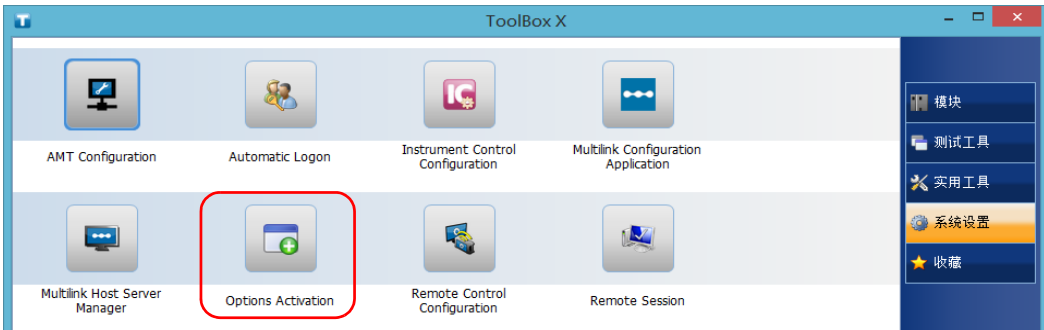 ToolBox X
AMT Configuration
Automatic Logon
Instrument Control
Configuration
Multilink Configuration
Application
Multilink Host Server
Manager
Options Activation
Remote Control
Configuration
Remote Session
模块
测试工具
实用工具
系统设置
收藏